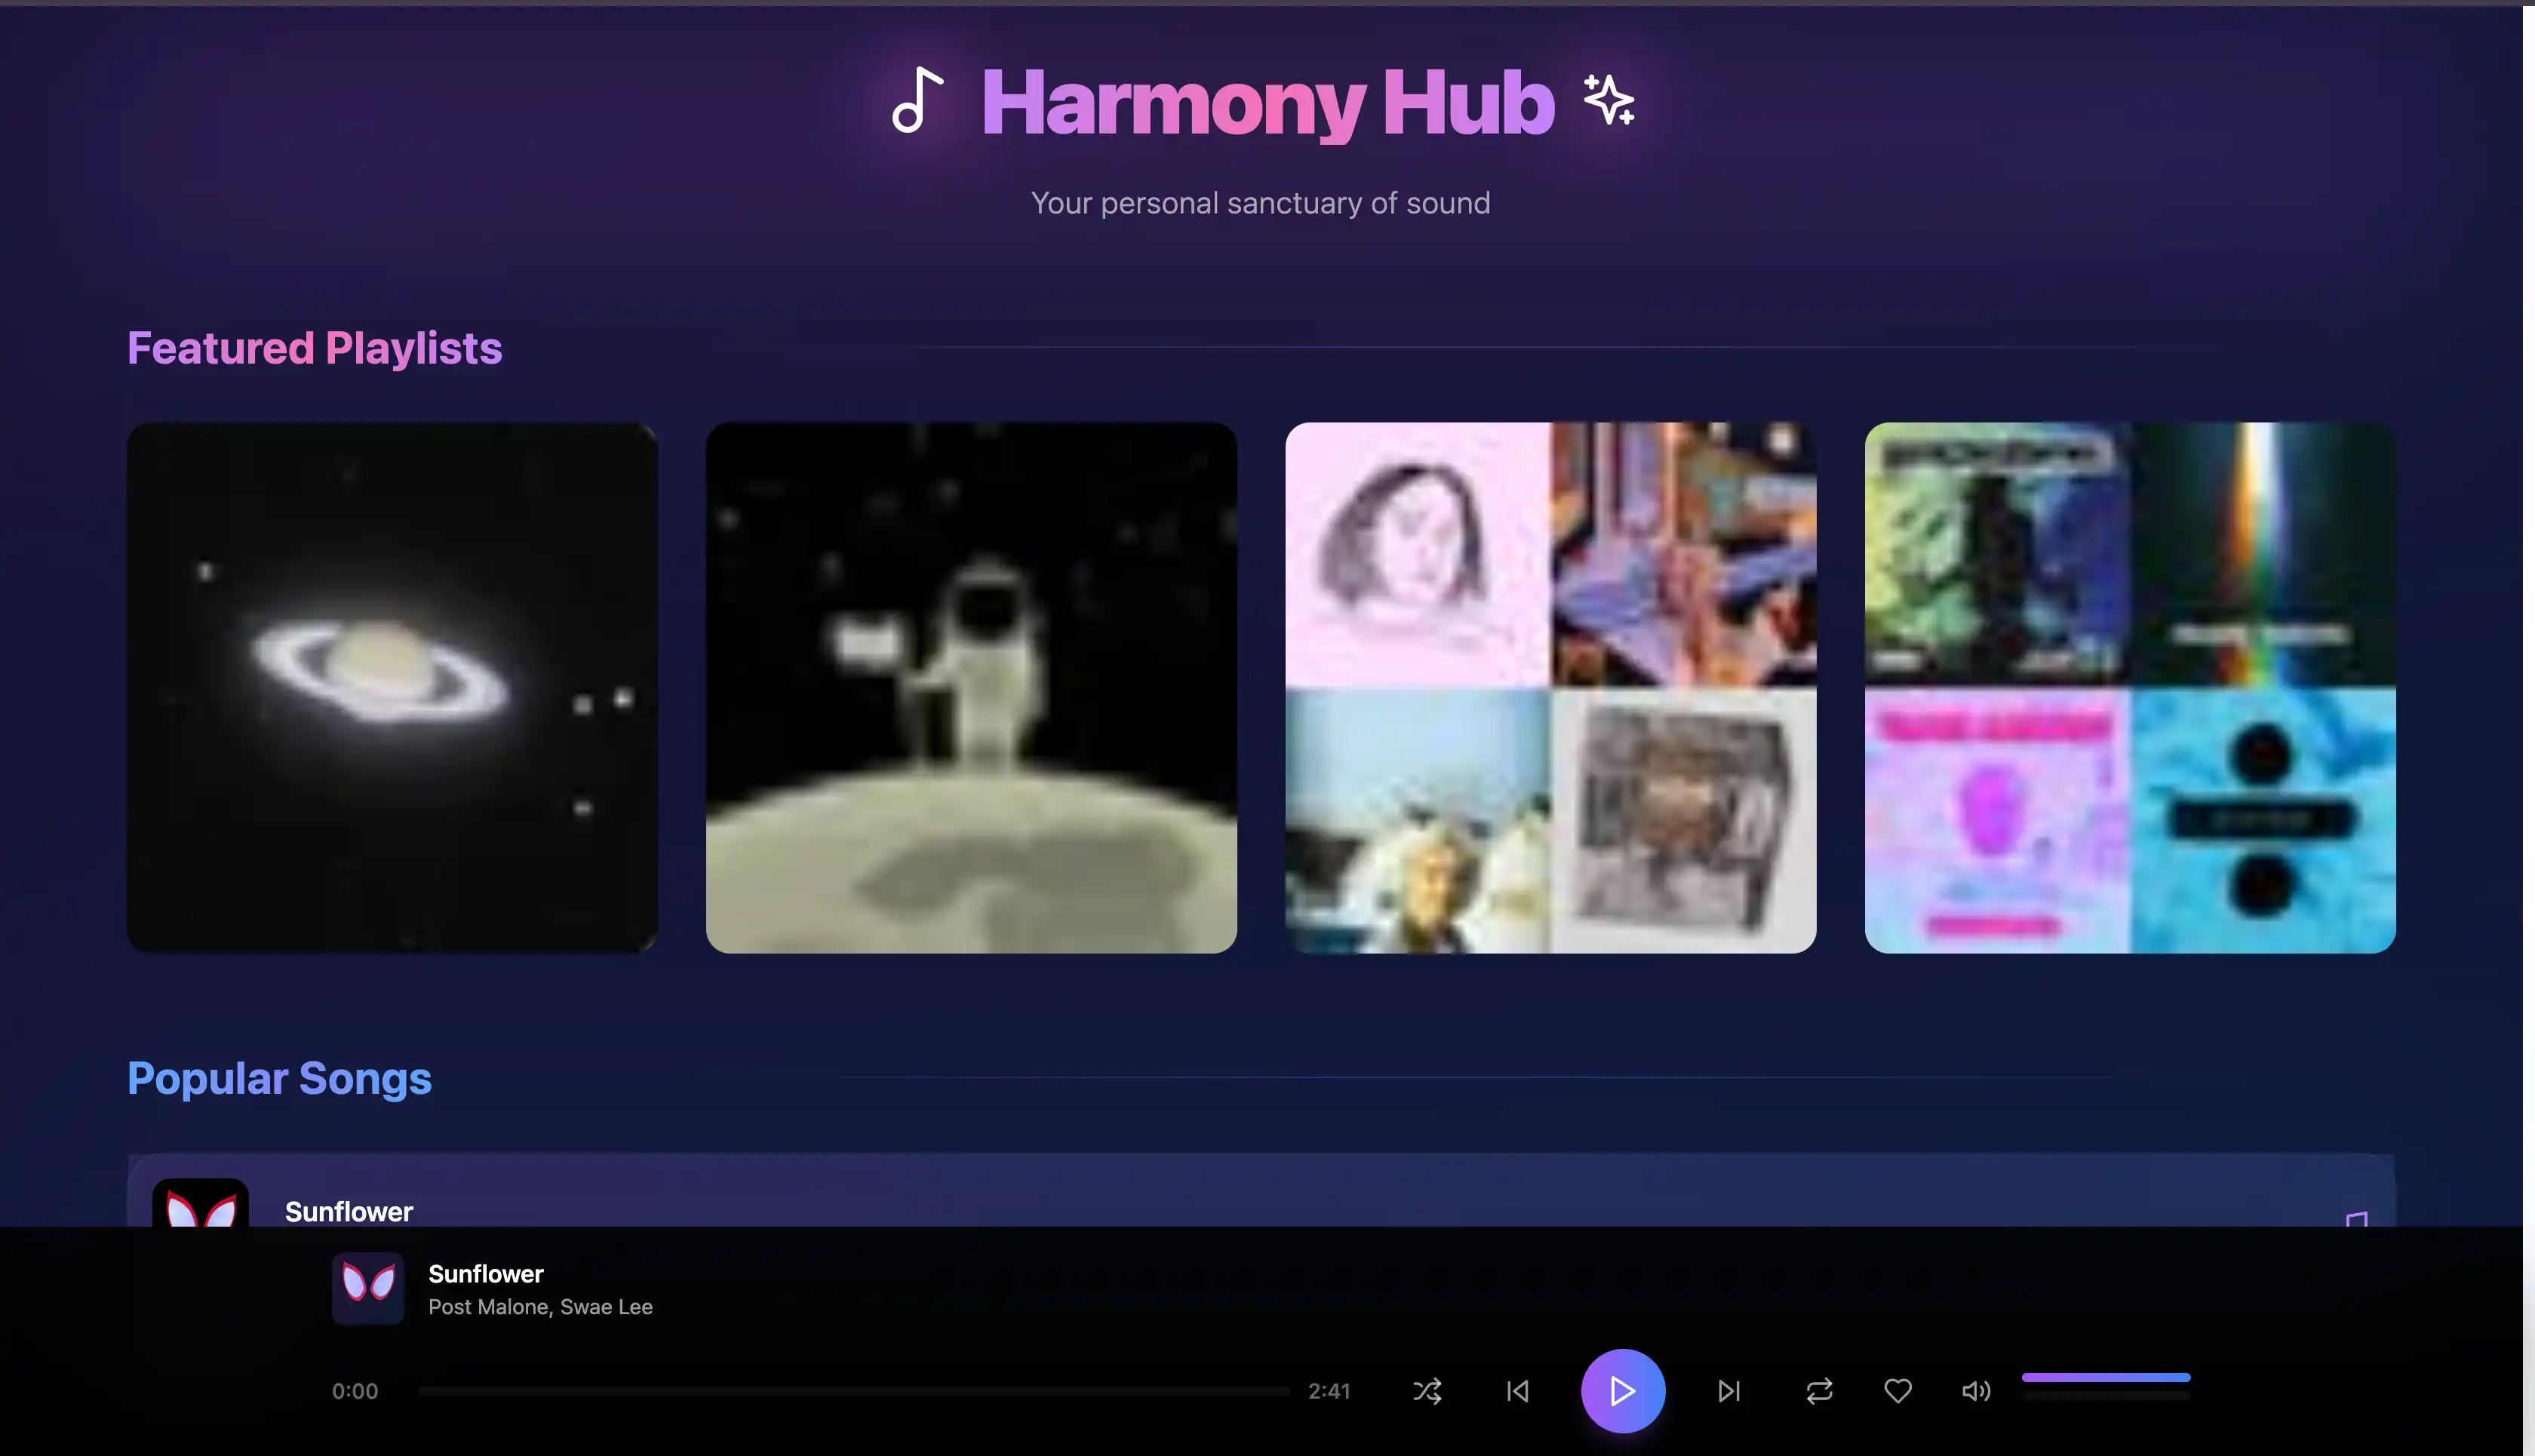 Harmony Hub
Your personal sanctuary of sound
Featured Playlists
Popular Songs
Sunflower
Sunflower
Post Malone, Swae Lee
0:00
2:41